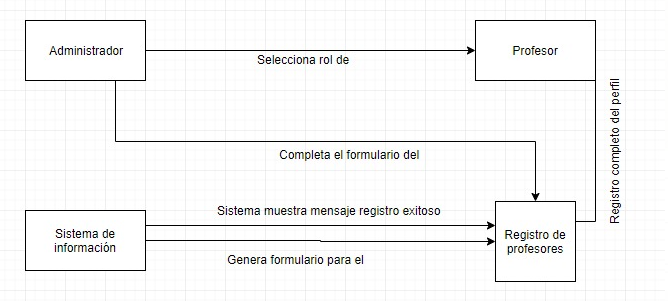 Administrador
Selecciona rol de
Profesor
Registro completo del perfil
Completa el formulario del
Sistema de
información
Sistema muestra mensaje registro exitoso
Genera formulario para el
Registro de
profesores